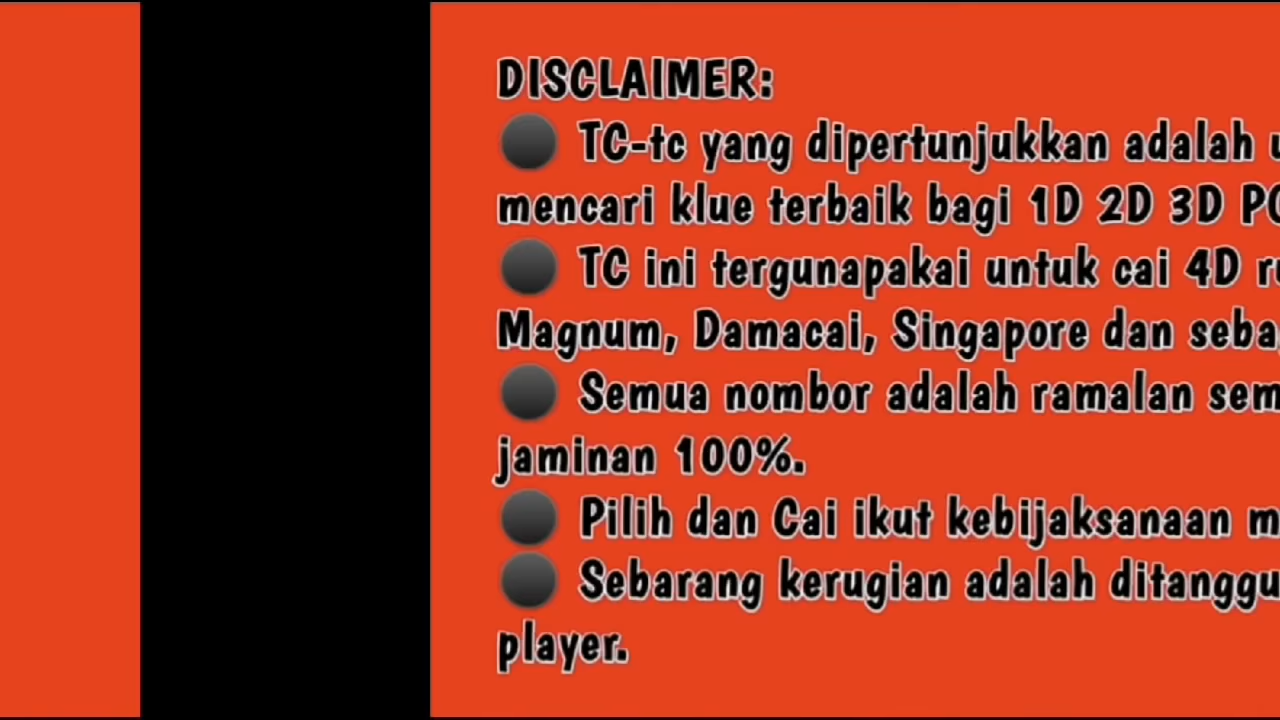 DISCLAIMER:
● TC-tc yang dipertunjukkan adalah
mencari klue terbaik bagi 1D 2D 3D
● TC ini tergunapakai untuk cai 4D
Magnum, Damacai, Singapore dan
● Semua nombor adalah ramalan
jaminan 100%.
● Pilih dan Cai ikut kebijaksanaan
● Sebarang kerugian adalah
player.